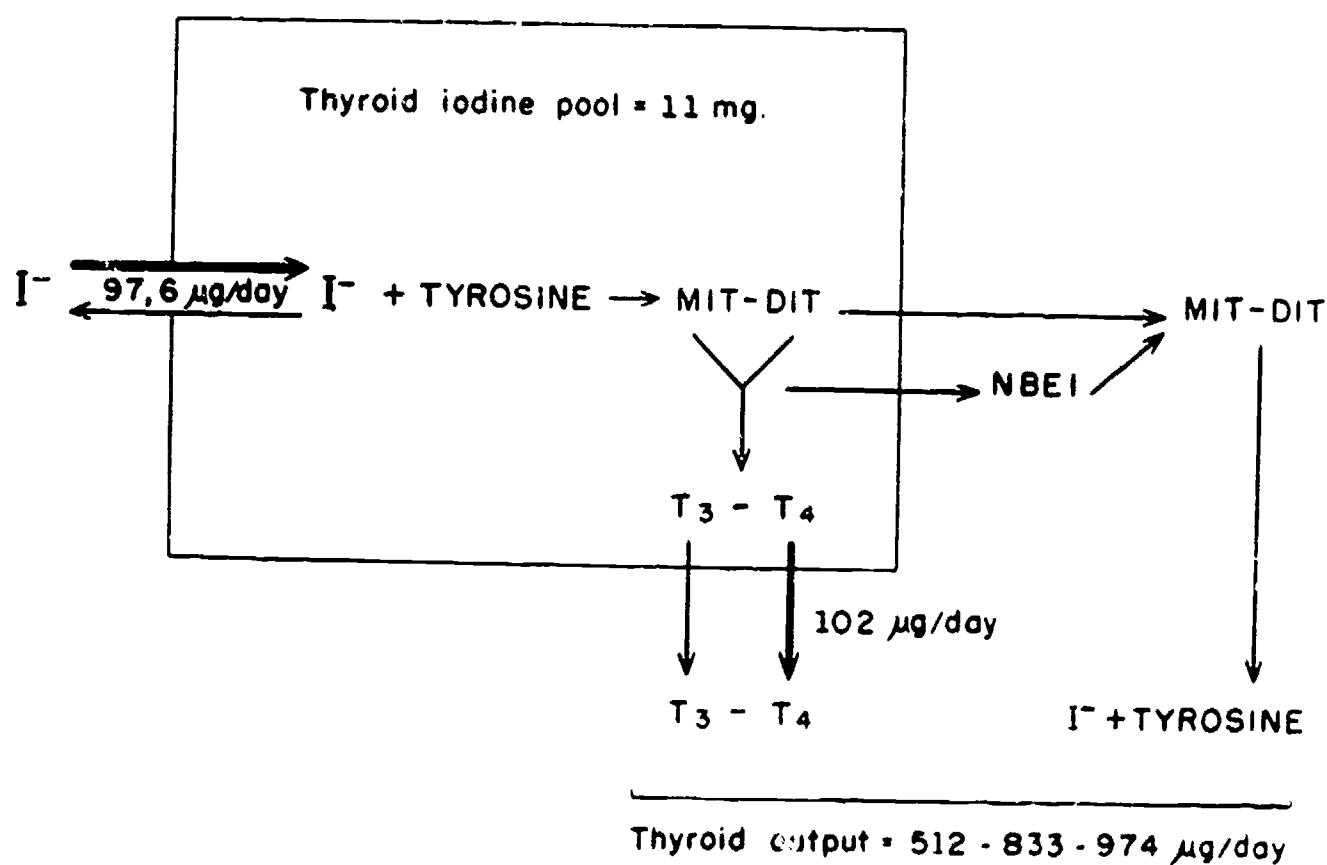 Thyroid iodine pool = 11 mg.
I⁻ 97,6 µg/day I⁻ + TYROSINE → MIT-DIT MIT-DIT
NBEI
T₃ - T₄
102 µg/day
T₃ - T₄ I⁻ + TYROSINE
Thyroid output = 512 - 833 - 974 µg/day